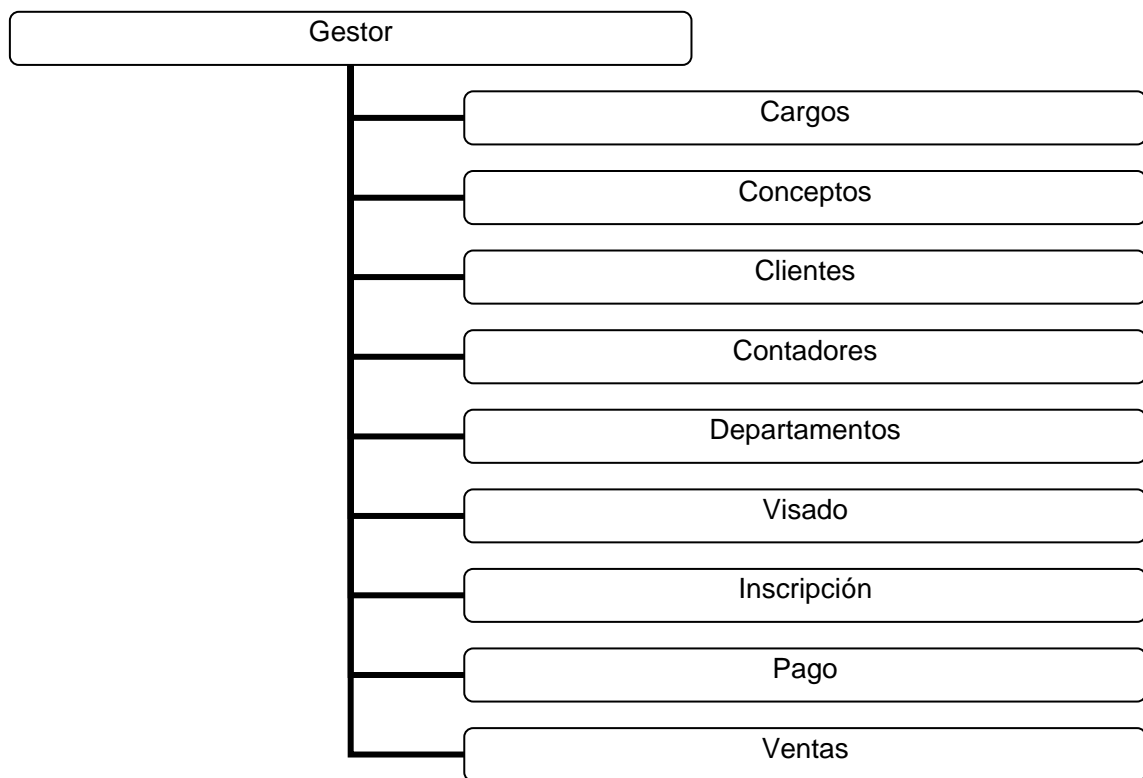 Gestor
Cargos
Conceptos
Clientes
Contadores
Departamentos
Visado
Inscripción
Pago
Ventas